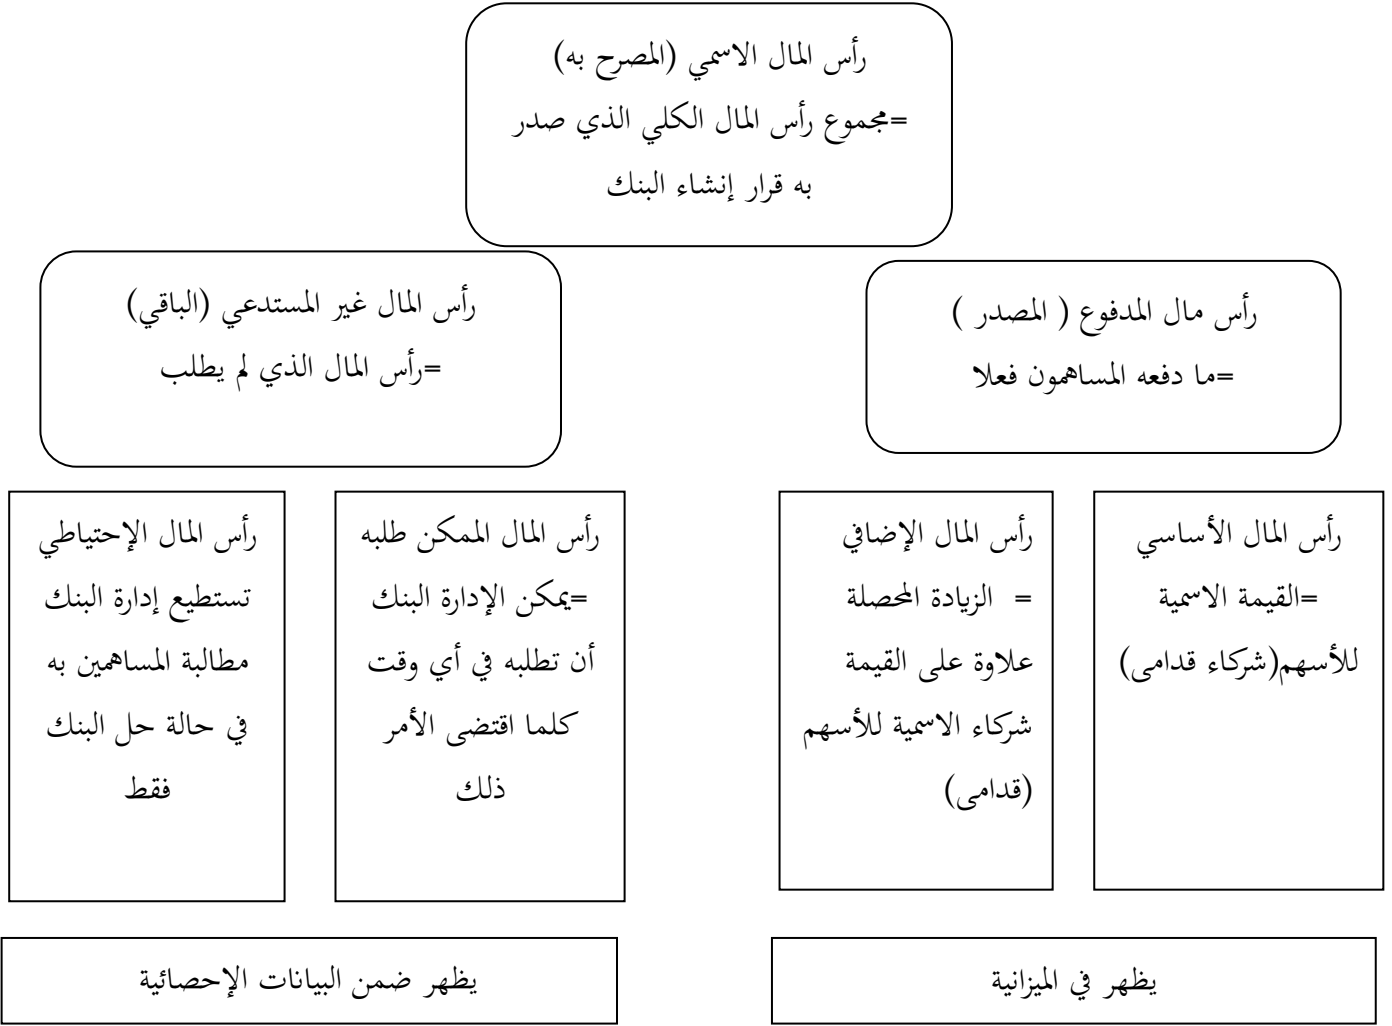 رأس المال الاسمي (المصرح به)
=مجموع رأس المال الكلي الذي صدر
به قرار إنشاء البنك
رأس مال المدفوع ( المصدر )
=ما دفعه المساهمون فعلا
رأس المال غير المستدعي (الباقي)
=رأس المال الذي لم يطلب
رأس المال الأساسي
=القيمة الاسمية
للأسهم(شركاء قدامى)
رأس المال الإضافي
= الزيادة المحصلة
علاوة على القيمة
شركاء الاسمية للأسهم
(قدامى)
رأس المال الممكن طلبه
=يمكن الإدارة البنك
أن تطلبه في أي وقت
كلما اقتضى الأمر
ذلك
رأس المال الإحتياطي
تستطيع إدارة البنك
مطالبة المساهمين به
في حالة حل البنك
فقط
يظهر في الميزانية
يظهر ضمن البيانات الإحصائية